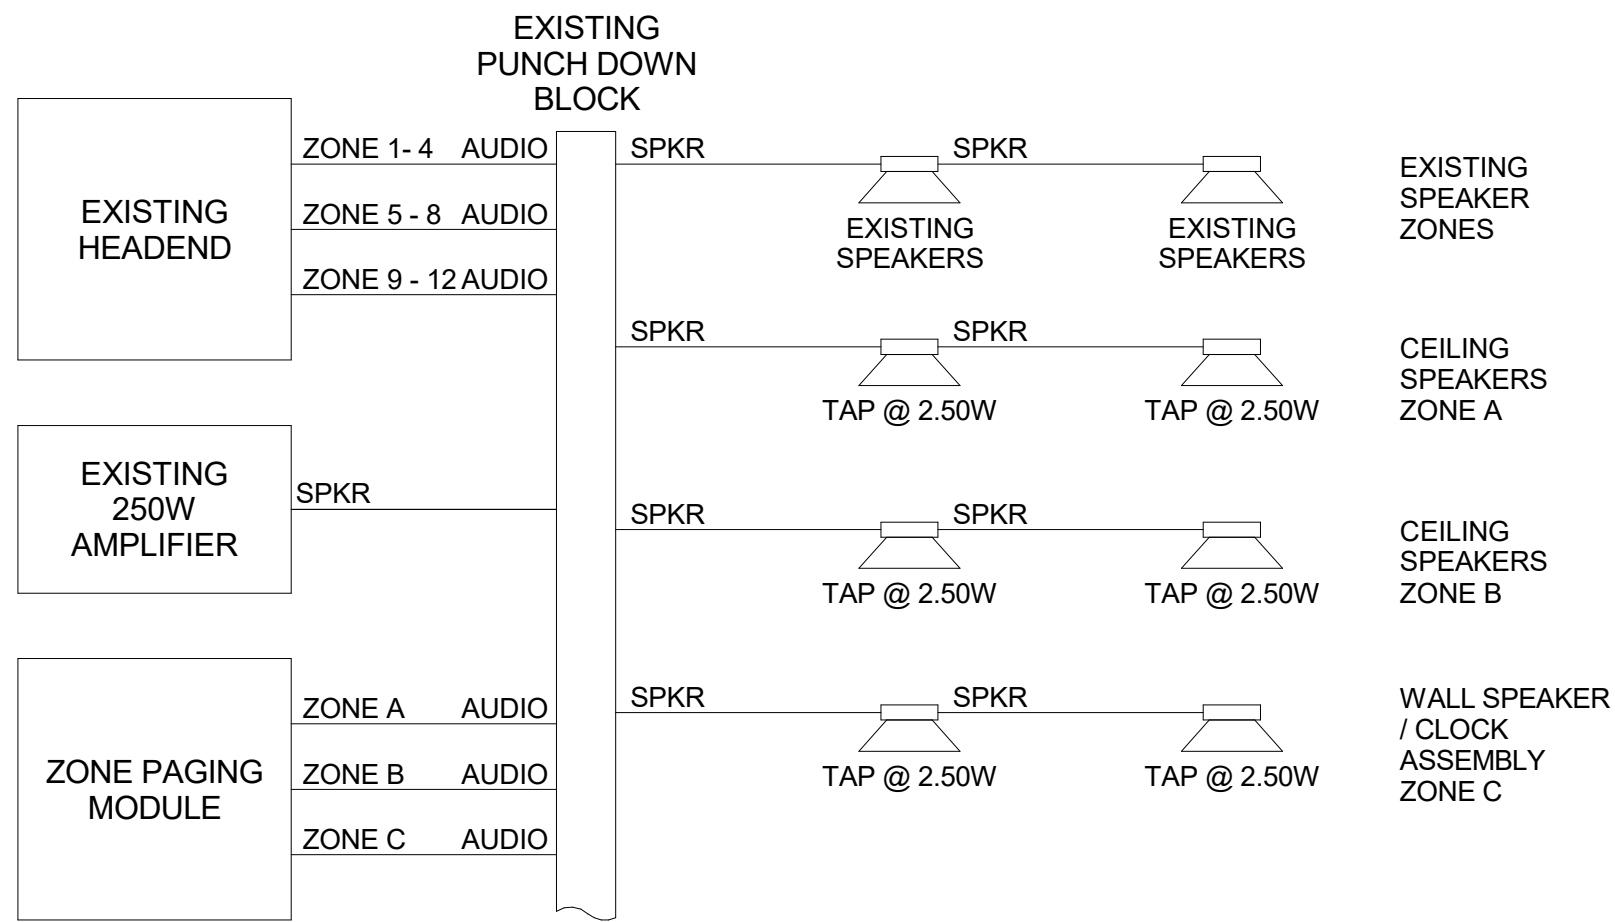 EXISTING
PUNCH DOWN
BLOCK
EXISTING
HEADEND
ZONE 1- 4 AUDIO
ZONE 5 - 8 AUDIO
ZONE 9 - 12 AUDIO
SPKR
SPKR
EXISTING
SPEAKERS
EXISTING
SPEAKERS
EXISTING
SPEAKER
ZONES
SPKR
SPKR
TAP @ 2.50W
TAP @ 2.50W
CEILING
SPEAKERS
ZONE A
EXISTING
250W
AMPLIFIER
SPKR
SPKR
SPKR
TAP @ 2.50W
TAP @ 2.50W
CEILING
SPEAKERS
ZONE B
ZONE PAGING
MODULE
ZONE A AUDIO
ZONE B AUDIO
ZONE C AUDIO
SPKR
SPKR
TAP @ 2.50W
TAP @ 2.50W
WALL SPEAKER
/ CLOCK
ASSEMBLY
ZONE C